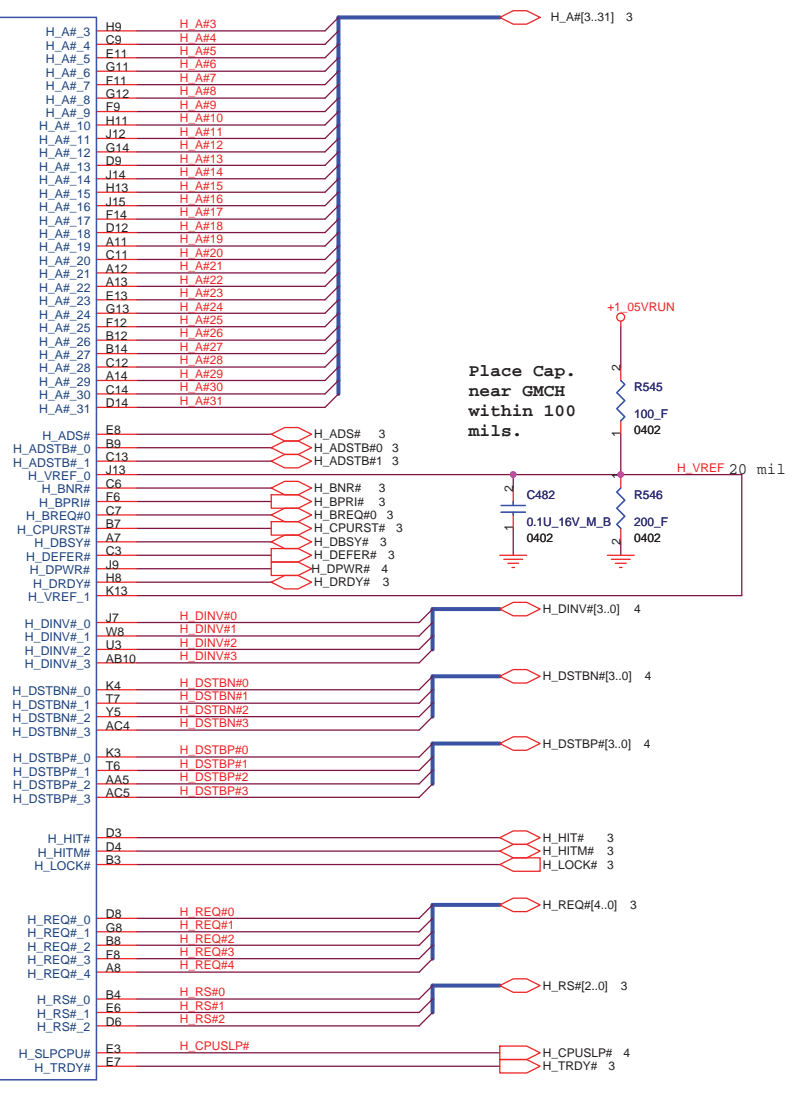 H_A#[3..31] 3
H_A#_3 H9 H_A#3
H_A#_4 C9 H_A#4
H_A#_5 E11 H_A#5
H_A#_6 G11 H_A#6
H_A#_7 F11 H_A#7
H_A#_8 G12 H_A#8
H_A#_9 F9 H_A#9
H_A#_10 H11 H_A#10
H_A#_11 J12 H_A#11
H_A#_12 G14 H_A#12
H_A#_13 D9 H_A#13
H_A#_14 J14 H_A#14
H_A#_15 H13 H_A#15
H_A#_16 J15 H_A#16
H_A#_17 F14 H_A#17
H_A#_18 D12 H_A#18
H_A#_19 A11 H_A#19
H_A#_20 C11 H_A#20
H_A#_21 A12 H_A#21
H_A#_22 A13 H_A#22
H_A#_23 E13 H_A#23
H_A#_24 G13 H_A#24
H_A#_25 F12 H_A#25
H_A#_26 B12 H_A#26
H_A#_27 B14 H_A#27
H_A#_28 C12 H_A#28
H_A#_29 A14 H_A#29
H_A#_30 C14 H_A#30
H_A#_31 D14 H_A#31
+1_05VRUN
Place Cap.
near GMCH
within 100
mils.
2
R545
100_F
1 0402
H_ADS# E8 H_ADS# 3
H_ADSTB#_0 B9 H_ADSTB#0 3
H_ADSTB#_1 C13 H_ADSTB#1 3
H_VREF_0 J13 H_VREF 20 mil
H_BNR# C6 H_BNR# 3
H_BPRI# F6 H_BPRI# 3
H_BREQ#0 C7 H_BREQ#0 3
H_CPURST# B7 H_CPURST# 3
H_DBSY# A7 H_DBSY# 3
H_DEFER# C3 H_DEFER# 3
H_DPWR# J9 H_DPWR# 4
H_DRDY# H8 H_DRDY# 3
H_VREF_1 K13
2 C482
0.1U_16V_M_B
1 0402
1 R546
200_F
2 0402
H_DINV#[3..0] 4
H_DINV#_0 J7 H_DINV#0
H_DINV#_1 W8 H_DINV#1
H_DINV#_2 U3 H_DINV#2
H_DINV#_3 AB10 H_DINV#3
H_DSTBN#[3..0] 4
H_DSTBN#_0 K4 H_DSTBN#0
H_DSTBN#_1 T7 H_DSTBN#1
H_DSTBN#_2 Y5 H_DSTBN#2
H_DSTBN#_3 AC4 H_DSTBN#3
H_DSTBP#[3..0] 4
H_DSTBP#_0 K3 H_DSTBP#0
H_DSTBP#_1 T6 H_DSTBP#1
H_DSTBP#_2 AA5 H_DSTBP#2
H_DSTBP#_3 AC5 H_DSTBP#3
H_HIT# D3 H_HIT# 3
H_HITM# D4 H_HITM# 3
H_LOCK# B3 H_LOCK# 3
H_REQ#[4..0] 3
H_REQ#_0 D8 H_REQ#0
H_REQ#_1 G8 H_REQ#1
H_REQ#_2 B8 H_REQ#2
H_REQ#_3 F8 H_REQ#3
H_REQ#_4 A8 H_REQ#4
H_RS#[2..0] 3
H_RS#_0 B4 H_RS#0
H_RS#_1 E6 H_RS#1
H_RS#_2 D6 H_RS#2
H_SLPCPU# E3 H_CPUSLP# H_CPUSLP# 4
H_TRDY# E7 H_TRDY# 3